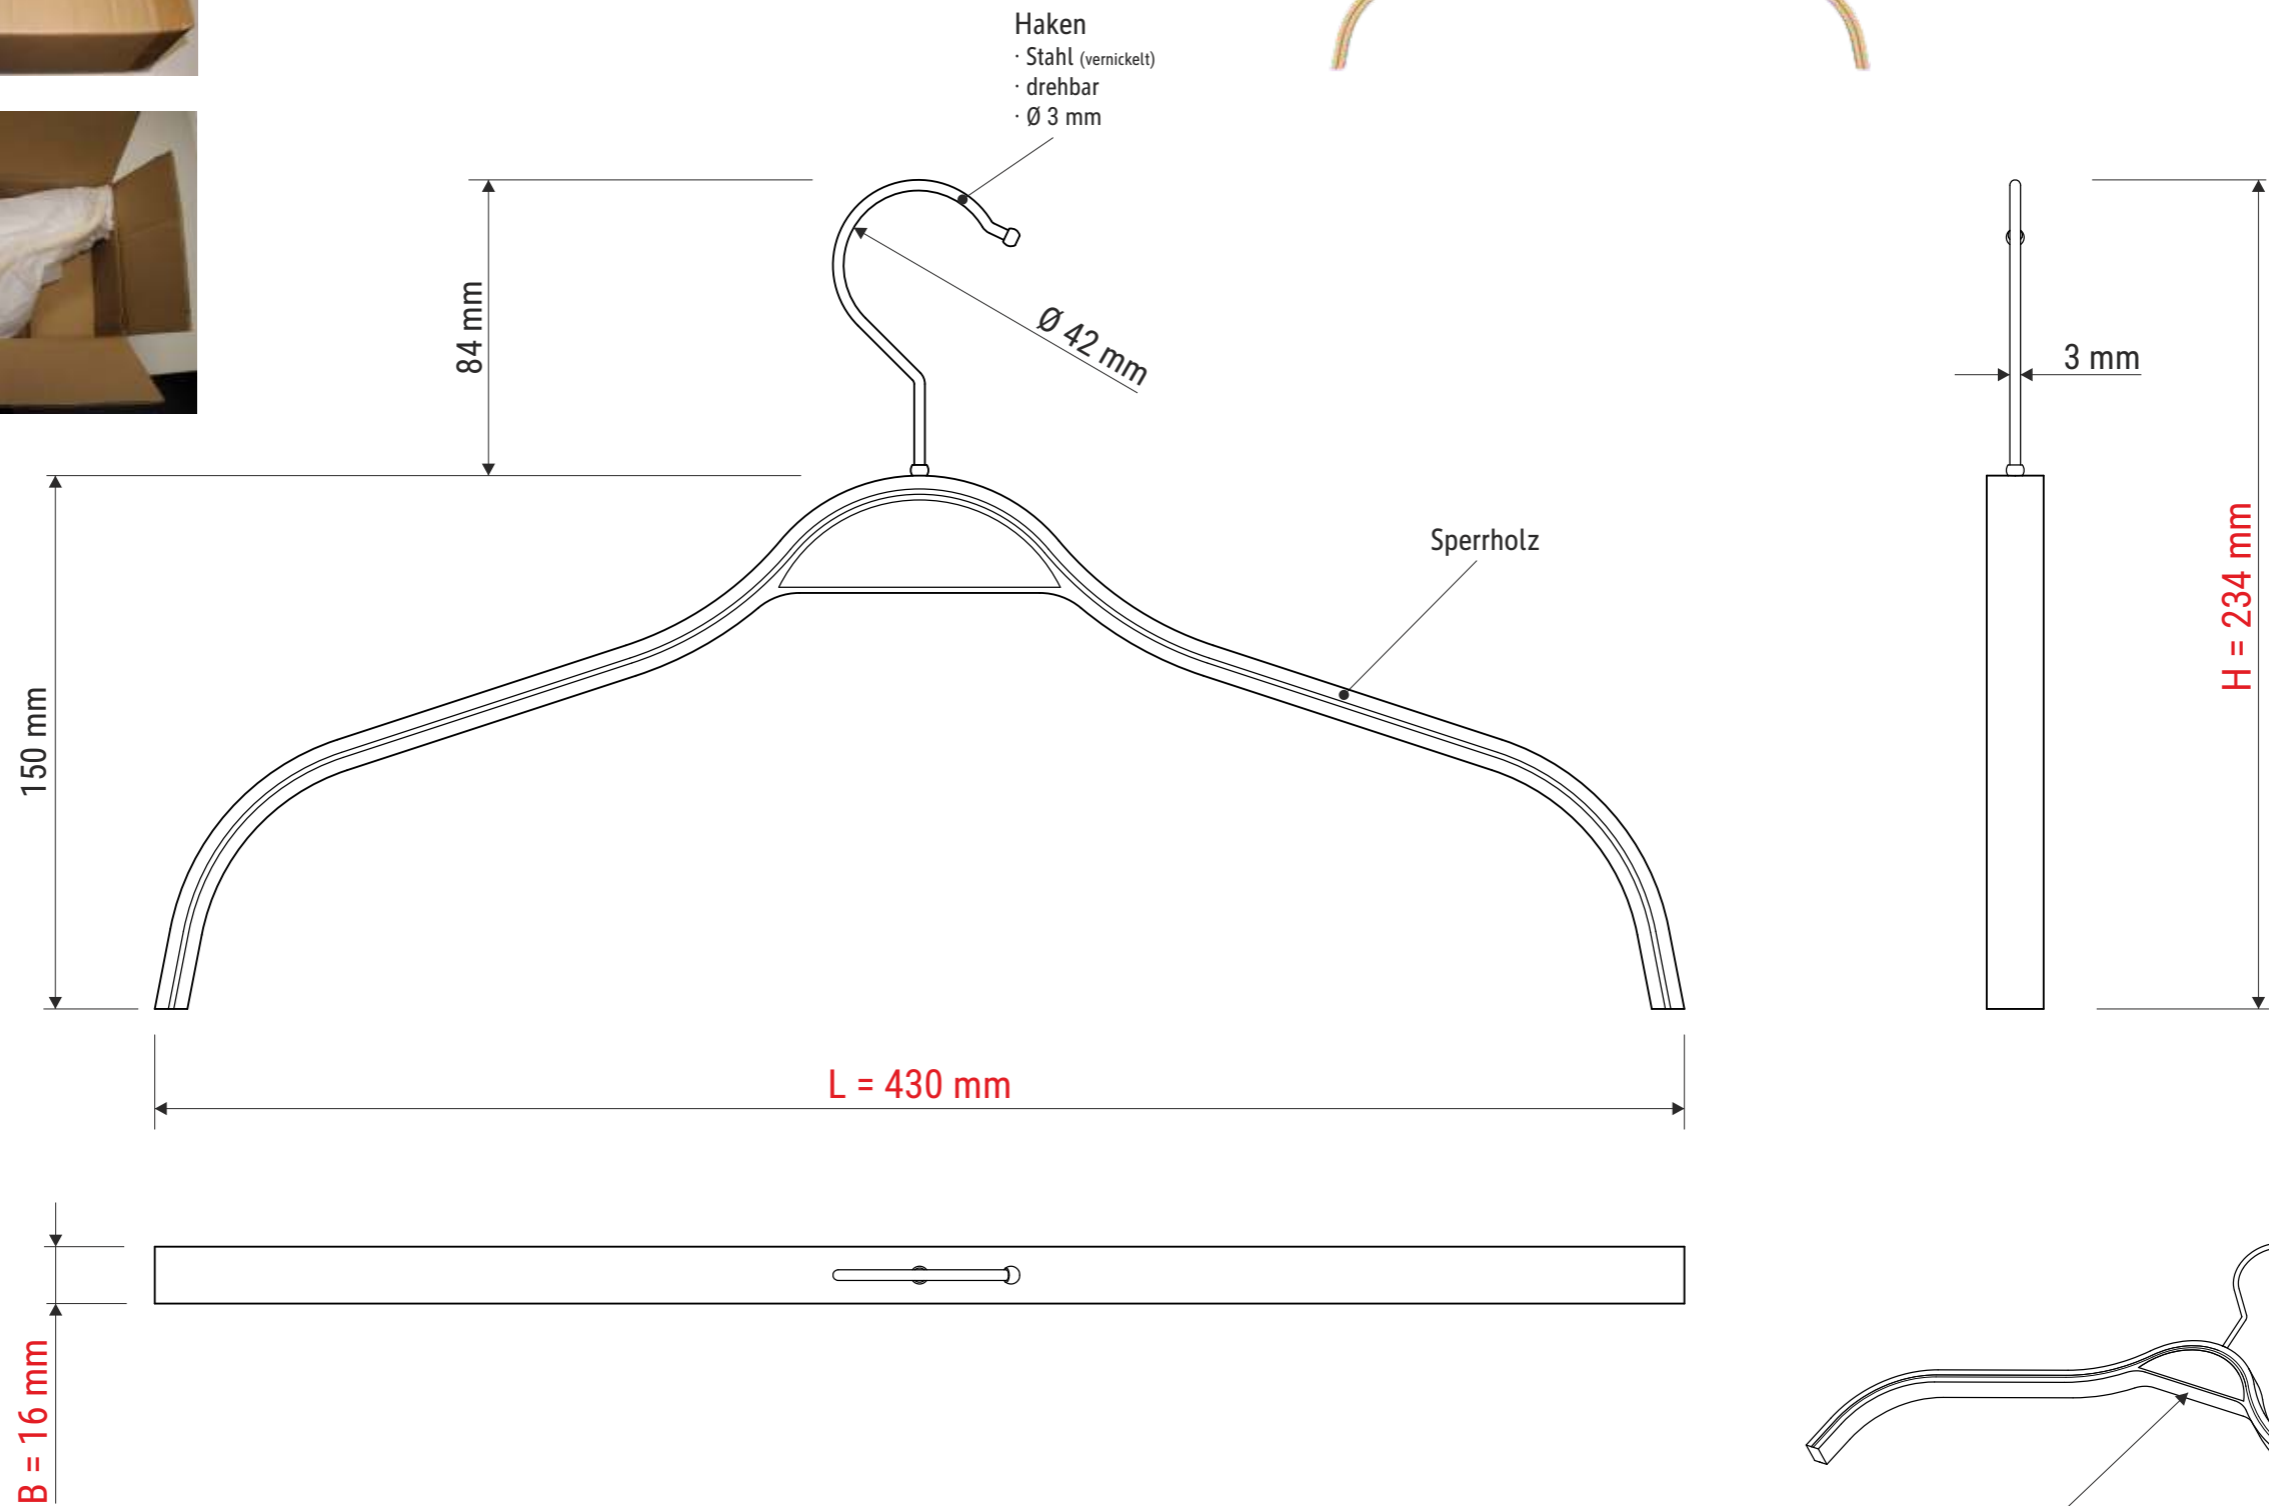 Haken
· Stahl (vernickelt)
· drehbar
· Ø 3 mm
84 mm
Ø 42 mm
3 mm
Sperrholz
H = 234 mm
150 mm
L = 430 mm
B = 16 mm